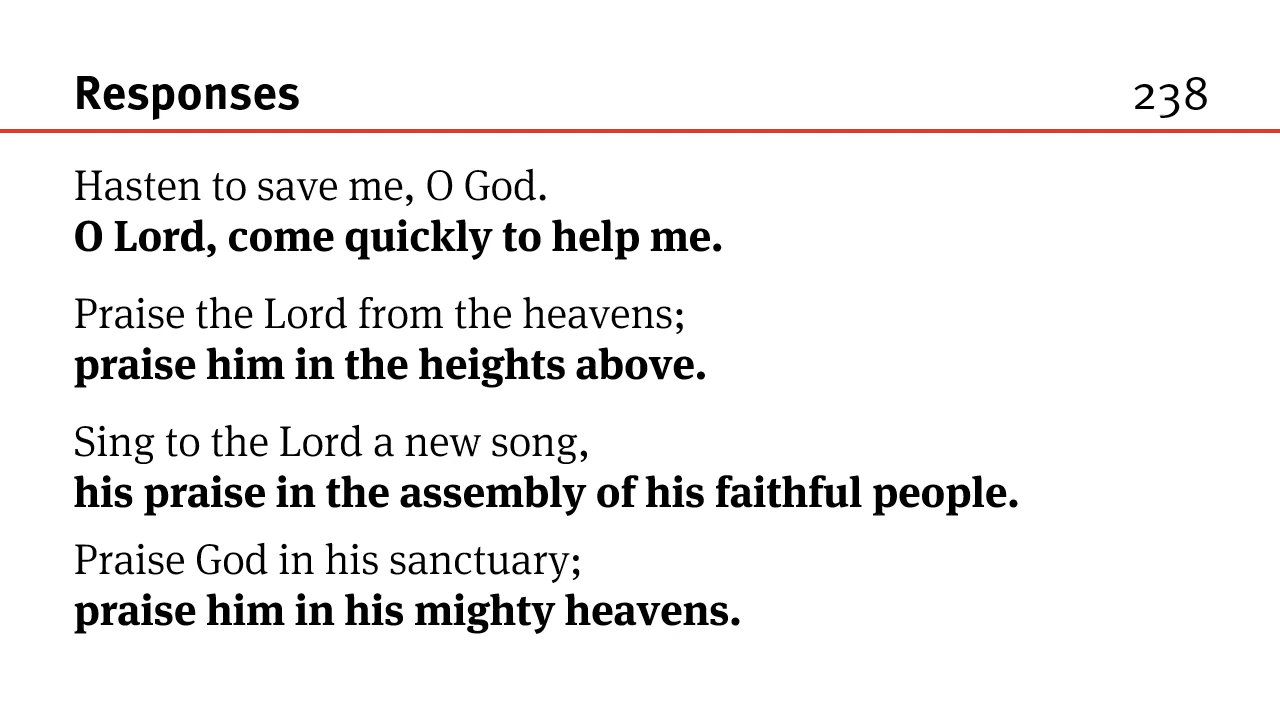 Responses 238
Hasten to save me, O God.
O Lord, come quickly to help me.
Praise the Lord from the heavens;
praise him in the heights above.
Sing to the Lord a new song,
his praise in the assembly of his faithful people.
Praise God in his sanctuary;
praise him in his mighty heavens.